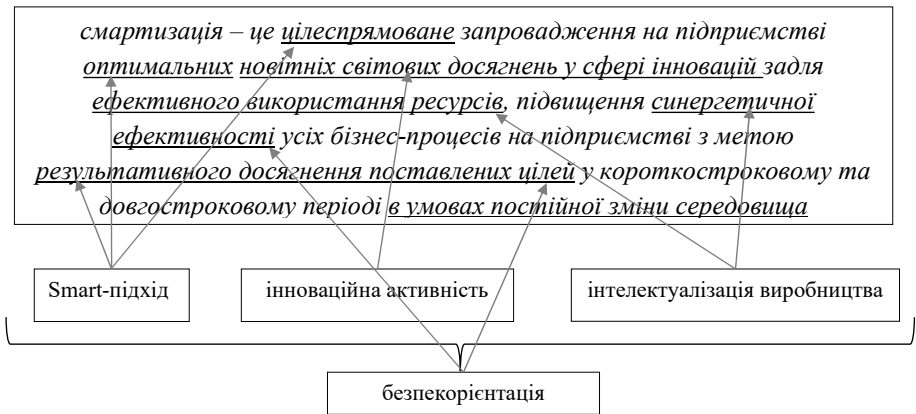 смартизація – це цілеспрямоване запровадження на підприємстві
оптимальних новітніх світових досягнень у сфері інновацій задля
ефективного використання ресурсів, підвищення синергетичної
ефективності усіх бізнес-процесів на підприємстві з метою
результативного досягнення поставлених цілей у короткостроковому та
довгостроковому періоді в умовах постійної зміни середовища
Smart-підхід
інноваційна активність
інтелектуалізація виробництва
безпекорієнтація